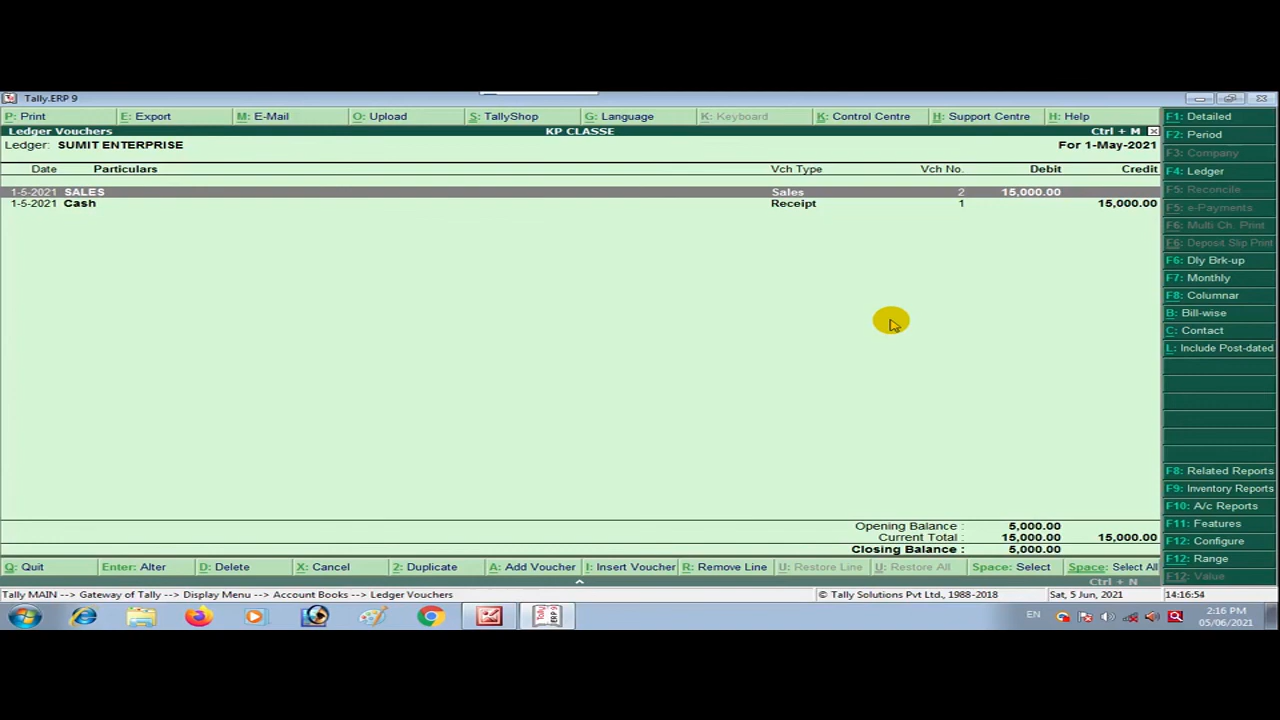 Tally.ERP 9
P: Print E: Export M: E-Mail O: Upload S: TallyShop G: Language K: Keyboard K: Control Centre H: Support Centre H: Help
Ledger Vouchers KP CLASSE Ctrl + M
Ledger: SUMIT ENTERPRISE For 1-May-2021
Date Particulars Vch Type Vch No. Debit Credit
1-5-2021 SALES Sales 2 15,000.00
1-5-2021 Cash Receipt 1 15,000.00
Opening Balance : 5,000.00
Current Total : 15,000.00 15,000.00
Closing Balance : 5,000.00
F1: Detailed
F2: Period
F3: Company
F4: Ledger
F5: Reconcile
F5: e-Payments
F6: Multi Ch. Print
F6: Deposit Slip Print
F6: Dly Brk-up
F7: Monthly
F8: Columnar
B: Bill-wise
C: Contact
L: Include Post-dated
F8: Related Reports
F9: Inventory Reports
F10: A/c Reports
F11: Features
F12: Configure
F12: Range
F12: Value
Q: Quit Enter: Alter D: Delete X: Cancel 2: Duplicate A: Add Voucher I: Insert Voucher R: Remove Line U: Restore Line U: Restore All Space: Select Space: Select All
Ctrl + N
Tally MAIN --> Gateway of Tally --> Display Menu --> Account Books --> Ledger Vouchers © Tally Solutions Pvt Ltd., 1988-2018 Sat, 5 Jun, 2021 14:16:54
EN 2:16 PM
05/06/2021